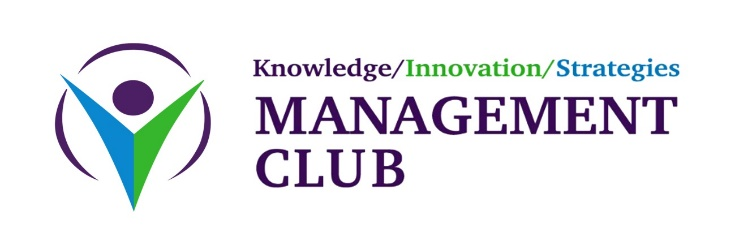 Knowledge/Innovation/Strategies
MANAGEMENT
CLUB